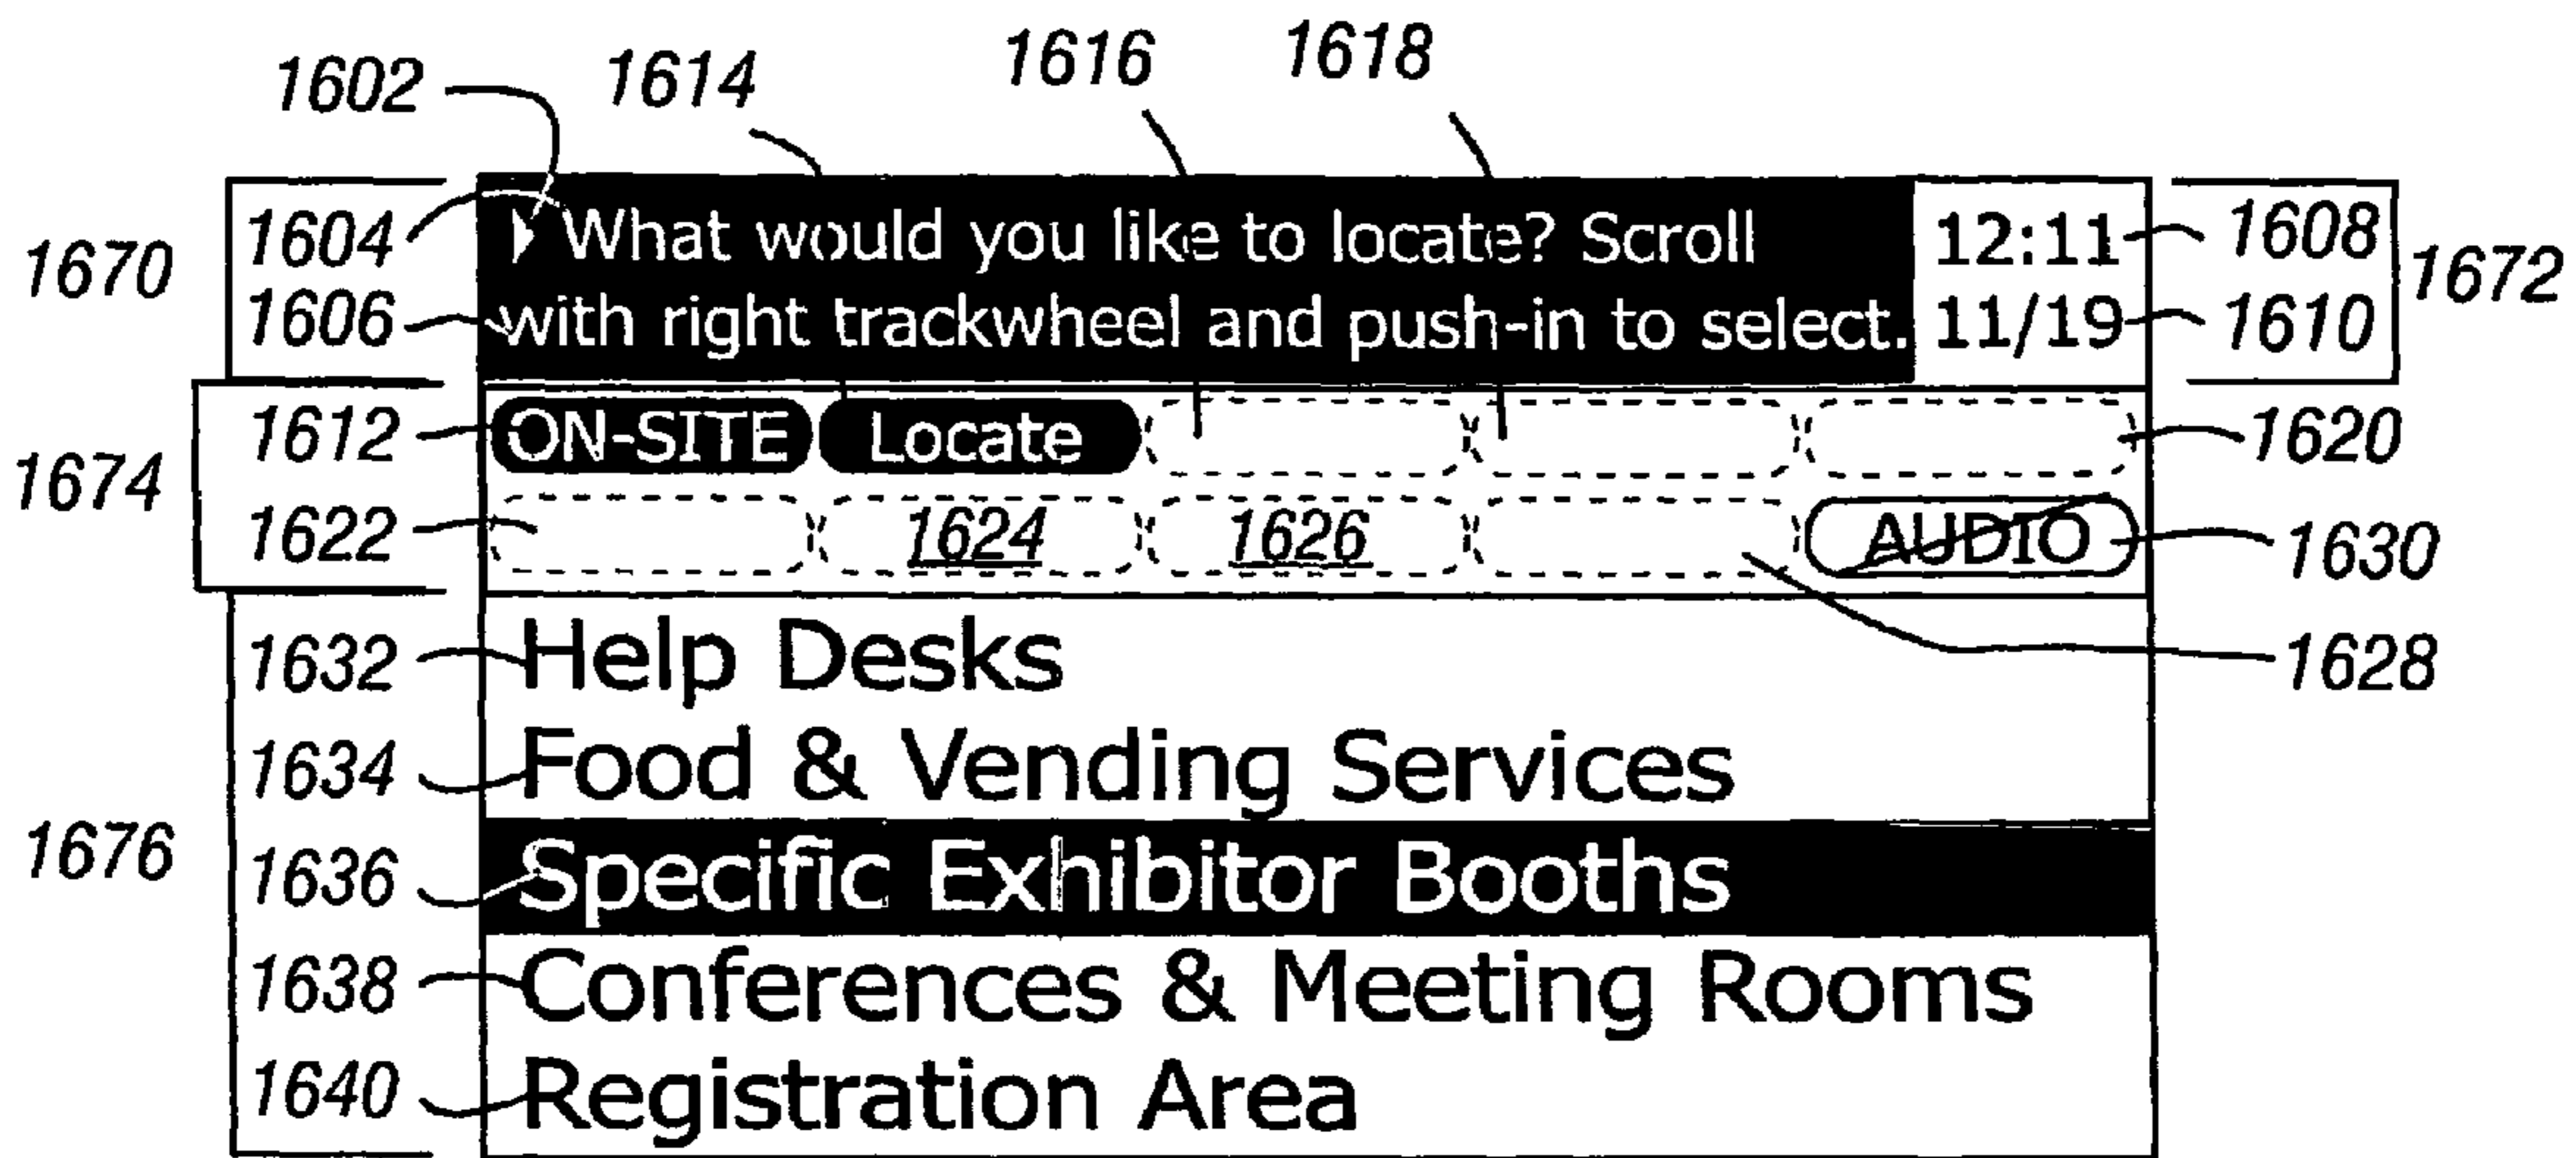 1602 1614 1616 1618
1670 1604 What would you like to locate? Scroll 12:11 1608 1672
1606 with right trackwheel and push-in to select. 11/19 1610
1674 1612 ON-SITE Locate 1620
1622 1624 1626 AUDIO 1630
1632 Help Desks 1628
1634 Food & Vending Services
1676 1636 Specific Exhibitor Booths
1638 Conferences & Meeting Rooms
1640 Registration Area